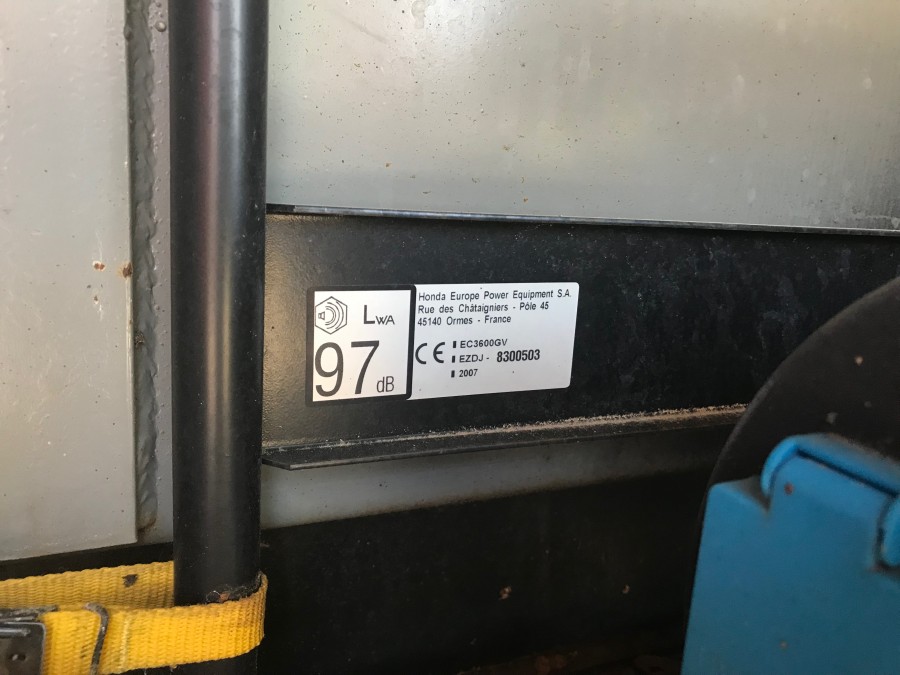 LWA
97 dB
Honda Europe Power Equipment S.A.
Rue des Châtaigniers - Pôle 45
45140 Ormes - France
CE
EC3600GV
EZDJ - 8300503
2007